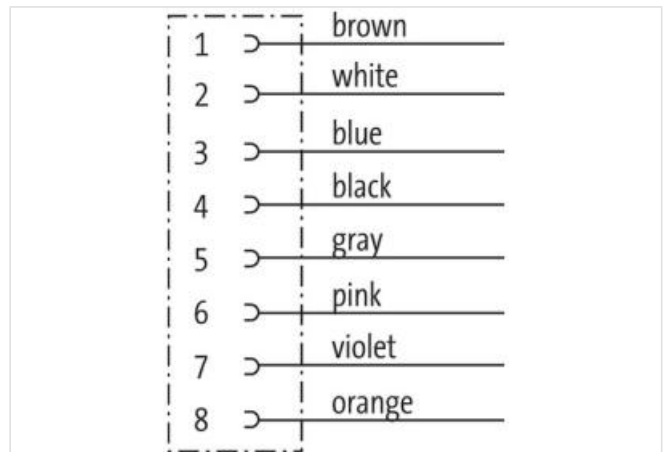 1 brown
2 white
3 blue
4 black
5 gray
6 pink
7 violet
8 orange